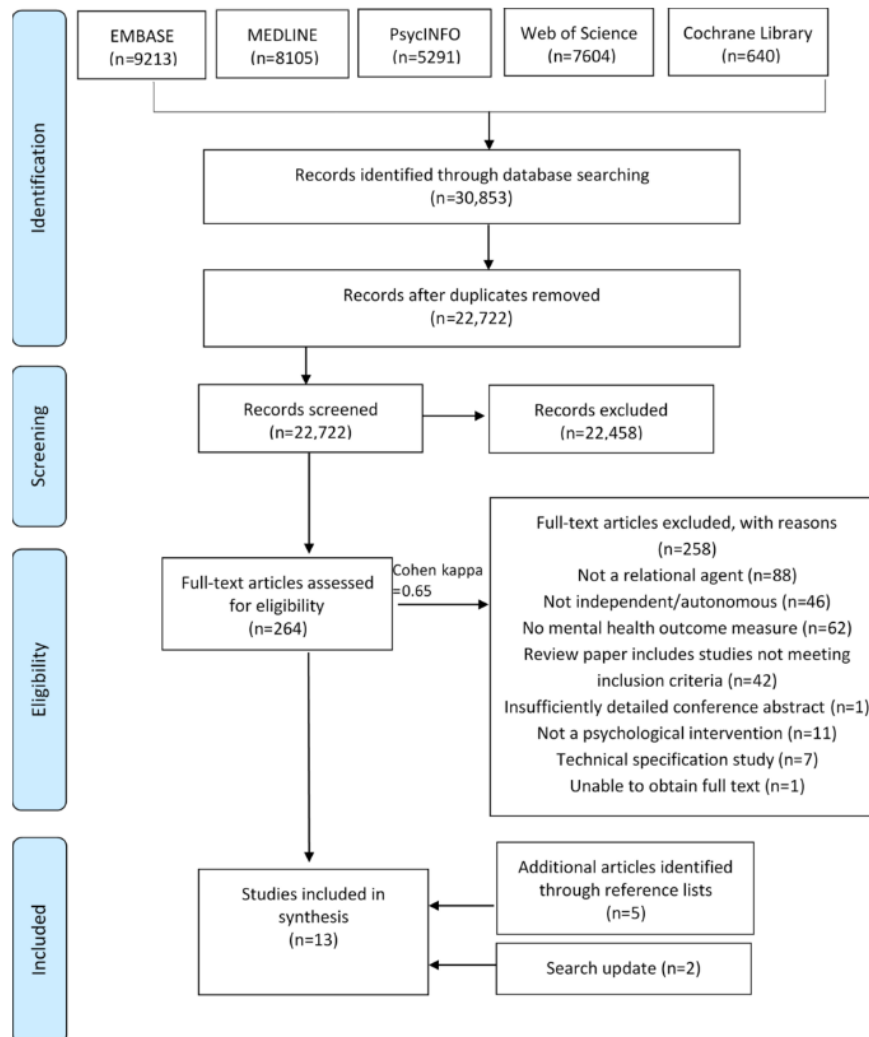 EMBASE
(n=9213)
MEDLINE
(n=8105)
PsycINFO
(n=5291)
Web of Science
(n=7604)
Cochrane Library
(n=640)
Identification
Records identified through database searching
(n=30,853)
Records after duplicates removed
(n=22,722)
Screening
Records screened
(n=22,722)
Records excluded
(n=22,458)
Eligibility
Full-text articles assessed
for eligibility
(n=264)
Cohen kappa
=0.65
Full-text articles excluded, with reasons
(n=258)
Not a relational agent (n=88)
Not independent/autonomous (n=46)
No mental health outcome measure (n=62)
Review paper includes studies not meeting
inclusion criteria (n=42)
Insufficiently detailed conference abstract (n=1)
Not a psychological intervention (n=11)
Technical specification study (n=7)
Unable to obtain full text (n=1)
Included
Studies included in
synthesis
(n=13)
Additional articles identified
through reference lists
(n=5)
Search update (n=2)